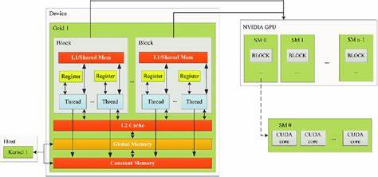 Device
Grid 1
Block
Block
L1/Shared Mem
L1/Shared Mem
Register
Register
Register
Register
...
...
Thread
...
Thread
Thread
...
Thread
L2 Cache
Global Memory
Constant Memory
Host
Kernel 1
NVIDIA GPU
SM 0
SM 1
SM n-1
BLOCK
BLOCK
...
BLOCK
...
...
...
SM 0
CUDA
CUDA
CUDA
core
core
...
core